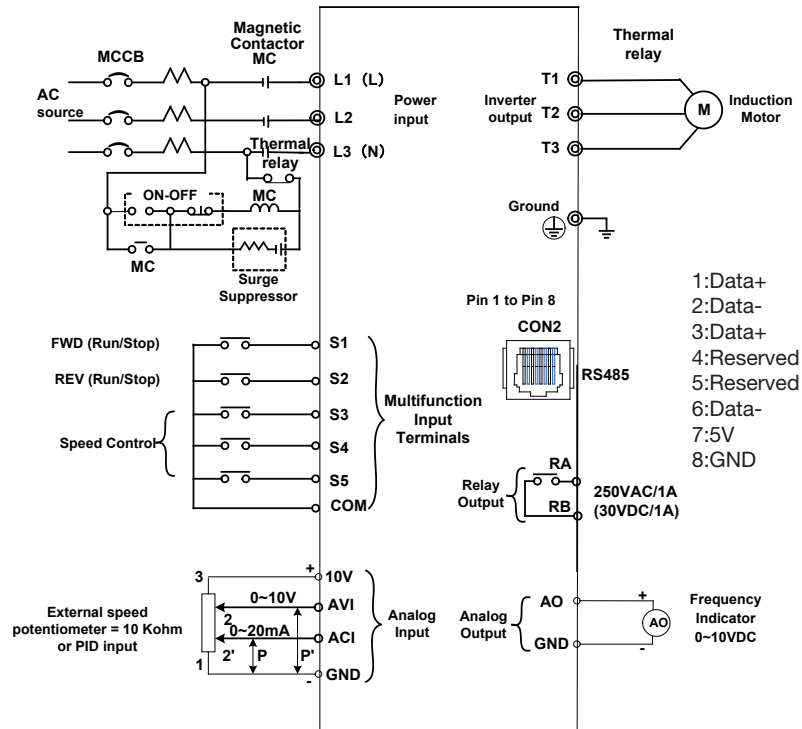 Magnetic
Contactor
MC
MCCB
AC
source
L1 (L)
L2
L3 (N)
Power
input
Thermal
relay
ON-OFF
MC
MC
Surge
Suppressor
Thermal
relay
Inverter
output
T1
T2
T3
M
Induction
Motor
Ground
Pin 1 to Pin 8
CON2
RS485
1:Data+
2:Data-
3:Data+
4:Reserved
5:Reserved
6:Data-
7:5V
8:GND
FWD (Run/Stop)
REV (Run/Stop)
Speed Control
S1
S2
S3
S4
S5
COM
Multifunction
Input
Terminals
Relay
Output
RA
RB
250VAC/1A
(30VDC/1A)
External speed
potentiometer = 10 Kohm
or PID input
3
+
10V
0~10V
AVI
2
0~20mA
ACI
2'
P
P'
1
-
GND
Analog
Input
Analog
Output
AO
GND
+
AO
-
Frequency
Indicator
0~10VDC